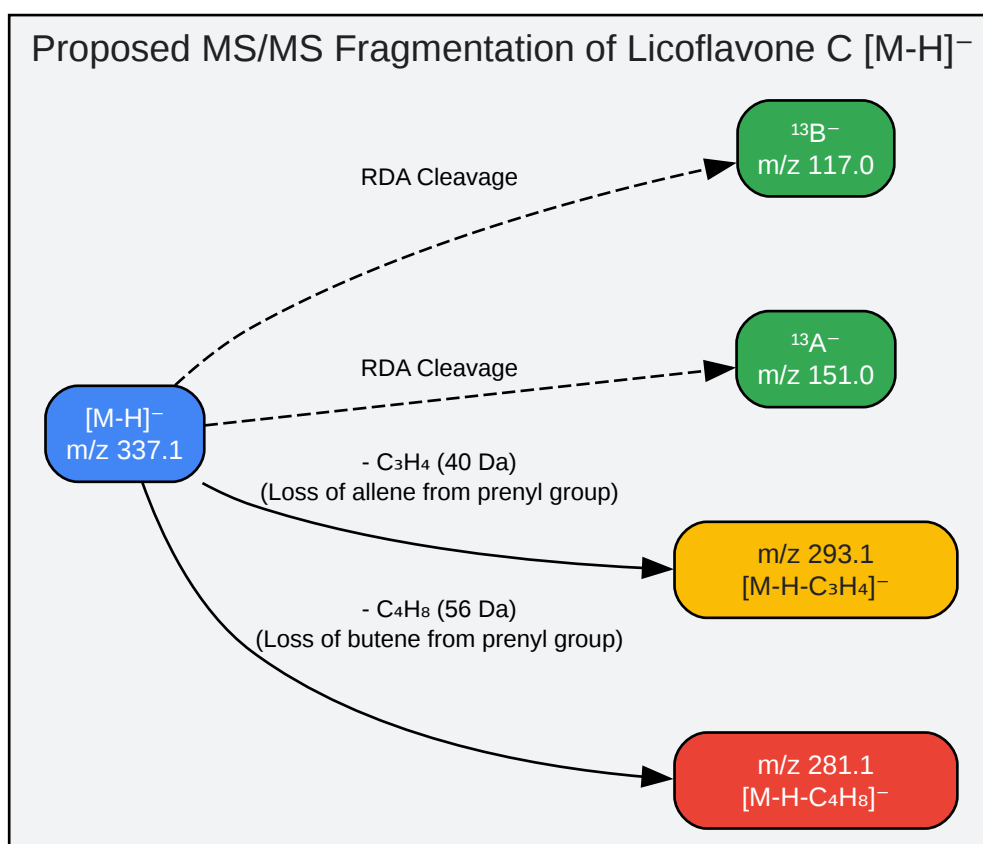 Proposed MS/MS Fragmentation of Licoflavone C [M-H]⁻
¹³B⁻
m/z 117.0
RDA Cleavage
¹³A⁻
m/z 151.0
RDA Cleavage
[M-H]⁻
m/z 337.1
- C₃H₄ (40 Da)
(Loss of allene from prenyl group)
m/z 293.1
[M-H-C₃H₄]⁻
- C₄H₈ (56 Da)
(Loss of butene from prenyl group)
m/z 281.1
[M-H-C₄H₈]⁻